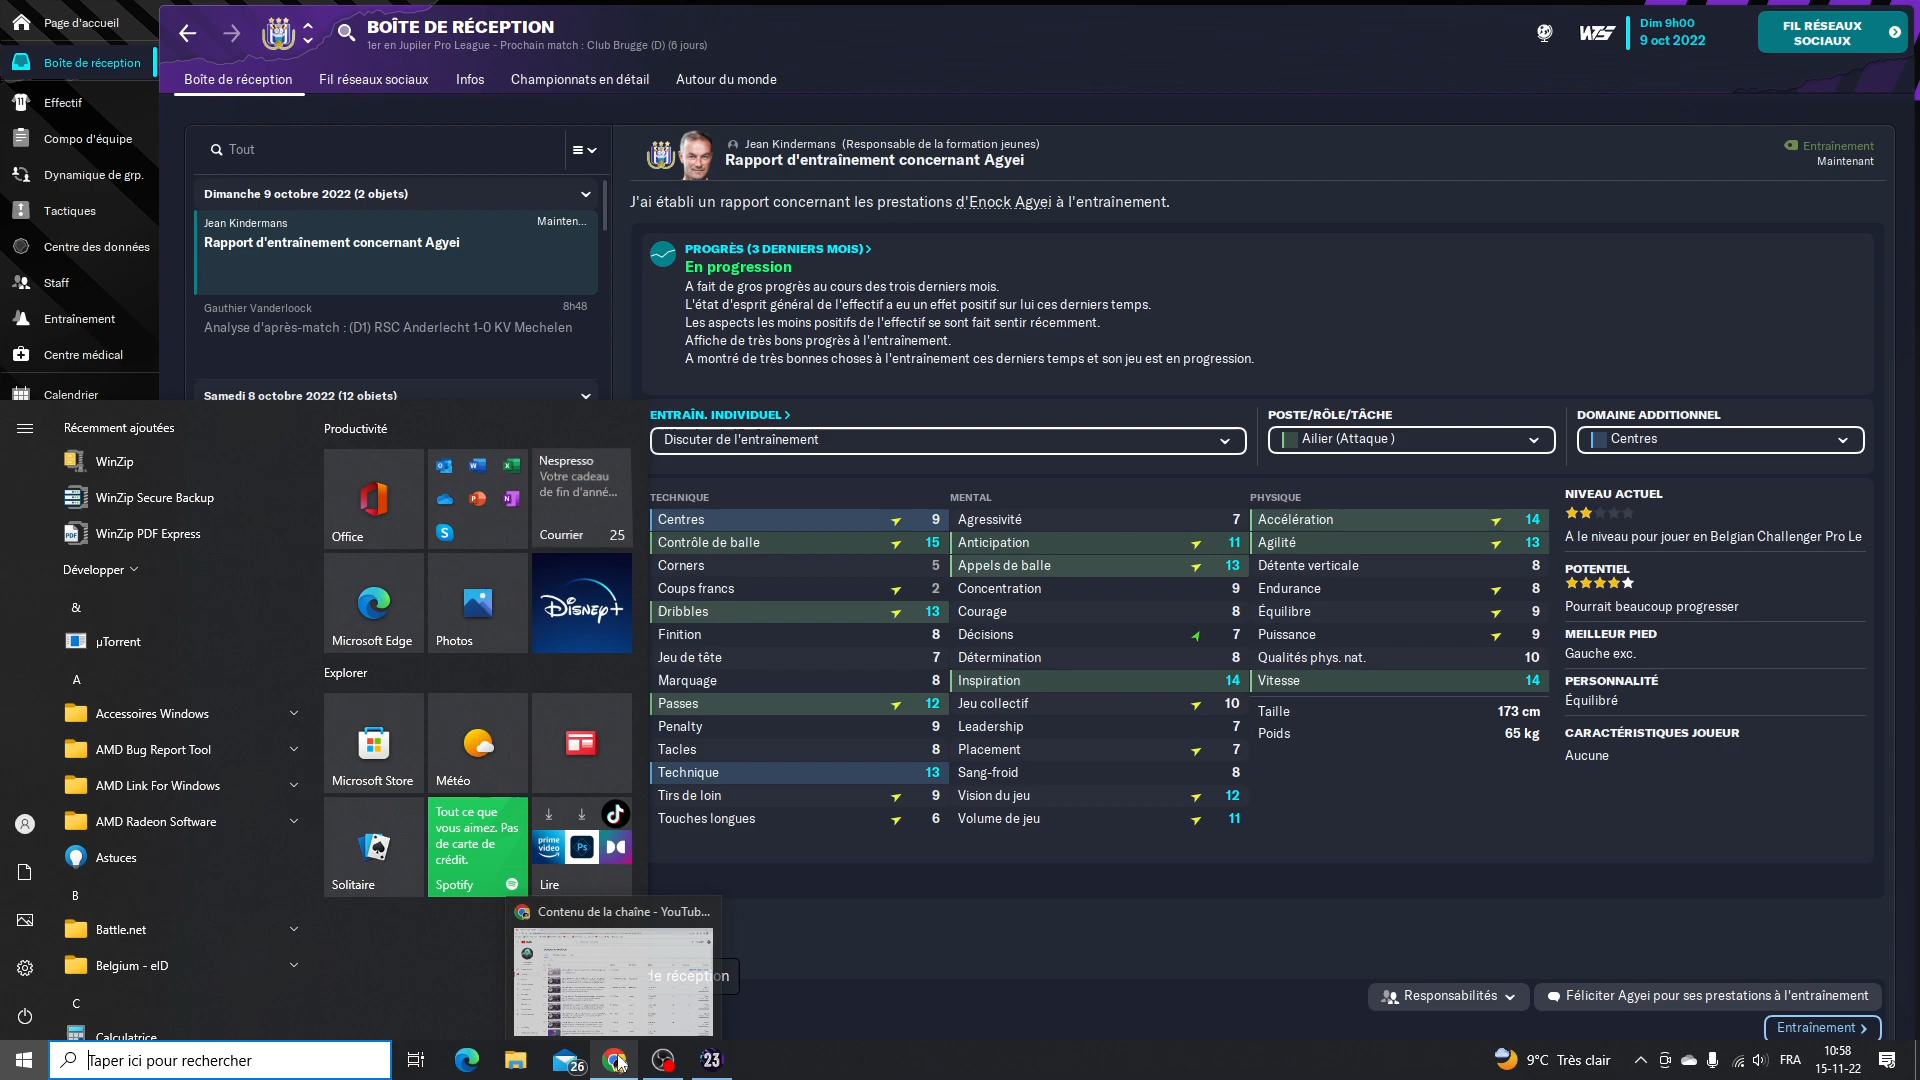 Page d'accueil
Boîte de réception
Effectif
Compo d'équipe
Dynamique de grp.
Tactiques
Centre des données
Staff
Entraînement
Centre médical
Calendrier
BOÎTE DE RÉCEPTION
1er en Jupiler Pro League - Prochain match : Club Brugge (D) (6 jours)
Dim 9h00
9 oct 2022
FIL RÉSEAUX
SOCIAUX
Boîte de réception
Fil réseaux sociaux
Infos
Championnats en détail
Autour du monde
Tout
Dimanche 9 octobre 2022 (2 objets)
Jean Kindermans
Mainten...
Rapport d'entraînement concernant Agyei
Gauthier Vanderloock
8h48
Analyse d'après-match : (D1) RSC Anderlecht 1-0 KV Mechelen
Samedi 8 octobre 2022 (12 objets)
Jean Kindermans (Responsable de la formation jeunes)
Rapport d'entraînement concernant Agyei
Entraînement
Maintenant
J'ai établi un rapport concernant les prestations d'Enock Agyei à l'entraînement.
PROGRÈS (3 DERNIERS MOIS)
En progression
A fait de gros progrès au cours des trois derniers mois.
L'état d'esprit général de l'effectif a eu un effet positif sur lui ces derniers temps.
Les aspects les moins positifs de l'effectif se sont fait sentir récemment.
Affiche de très bons progrès à l'entraînement.
A montré de très bonnes choses à l'entraînement ces derniers temps et son jeu est en progression.
ENTRAÎN. INDIVIDUEL
Discuter de l'entraînement
POSTE/RÔLE/TÂCHE
Ailier (Attaque )
DOMAINE ADDITIONNEL
Centres
TECHNIQUE
Centres 9
Contrôle de balle 15
Corners 5
Coups francs 2
Dribbles 13
Finition 8
Jeu de tête 7
Marquage 8
Passes 12
Penalty 9
Tacles 8
Technique 13
Tirs de loin 9
Touches longues 6
MENTAL
Agressivité 7
Anticipation 11
Appels de balle 13
Concentration 9
Courage 8
Décisions 7
Détermination 8
Inspiration 14
Jeu collectif 10
Leadership 7
Placement 7
Sang-froid 8
Vision du jeu 12
Volume de jeu 11
PHYSIQUE
Accélération 14
Agilité 13
Détente verticale 8
Endurance 8
Équilibre 9
Puissance 9
Qualités phys. nat. 10
Vitesse 14
Taille 173 cm
Poids 65 kg
NIVEAU ACTUEL
A le niveau pour jouer en Belgian Challenger Pro Le
POTENTIEL
Pourrait beaucoup progresser
MEILLEUR PIED
Gauche exc.
PERSONNALITÉ
Équilibré
CARACTÉRISTIQUES JOUEUR
Aucune
Responsabilités
Féliciter Agyei pour ses prestations à l'entraînement
Entraînement
Récemment ajoutées
WinZip
WinZip Secure Backup
WinZip PDF Express
Développer
&
µTorrent
A
Accessoires Windows
AMD Bug Report Tool
AMD Link For Windows
AMD Radeon Software
Astuces
B
Battle.net
Belgium - eID
C
Calculatrice
Productivité
Office
Nespresso
Votre cadeau
de fin d'anné...
Courrier 25
Microsoft Edge
Photos
Disney+
Explorer
Microsoft Store
Météo
Solitaire
Tout ce que
vous aimez. Pas
de carte de
crédit.
Spotify
prime
video
Ps
Lire
Contenu de la chaîne - YouTub...
de réception
Taper ici pour rechercher
26
23
9°C Très clair
FRA
10:58
15-11-22